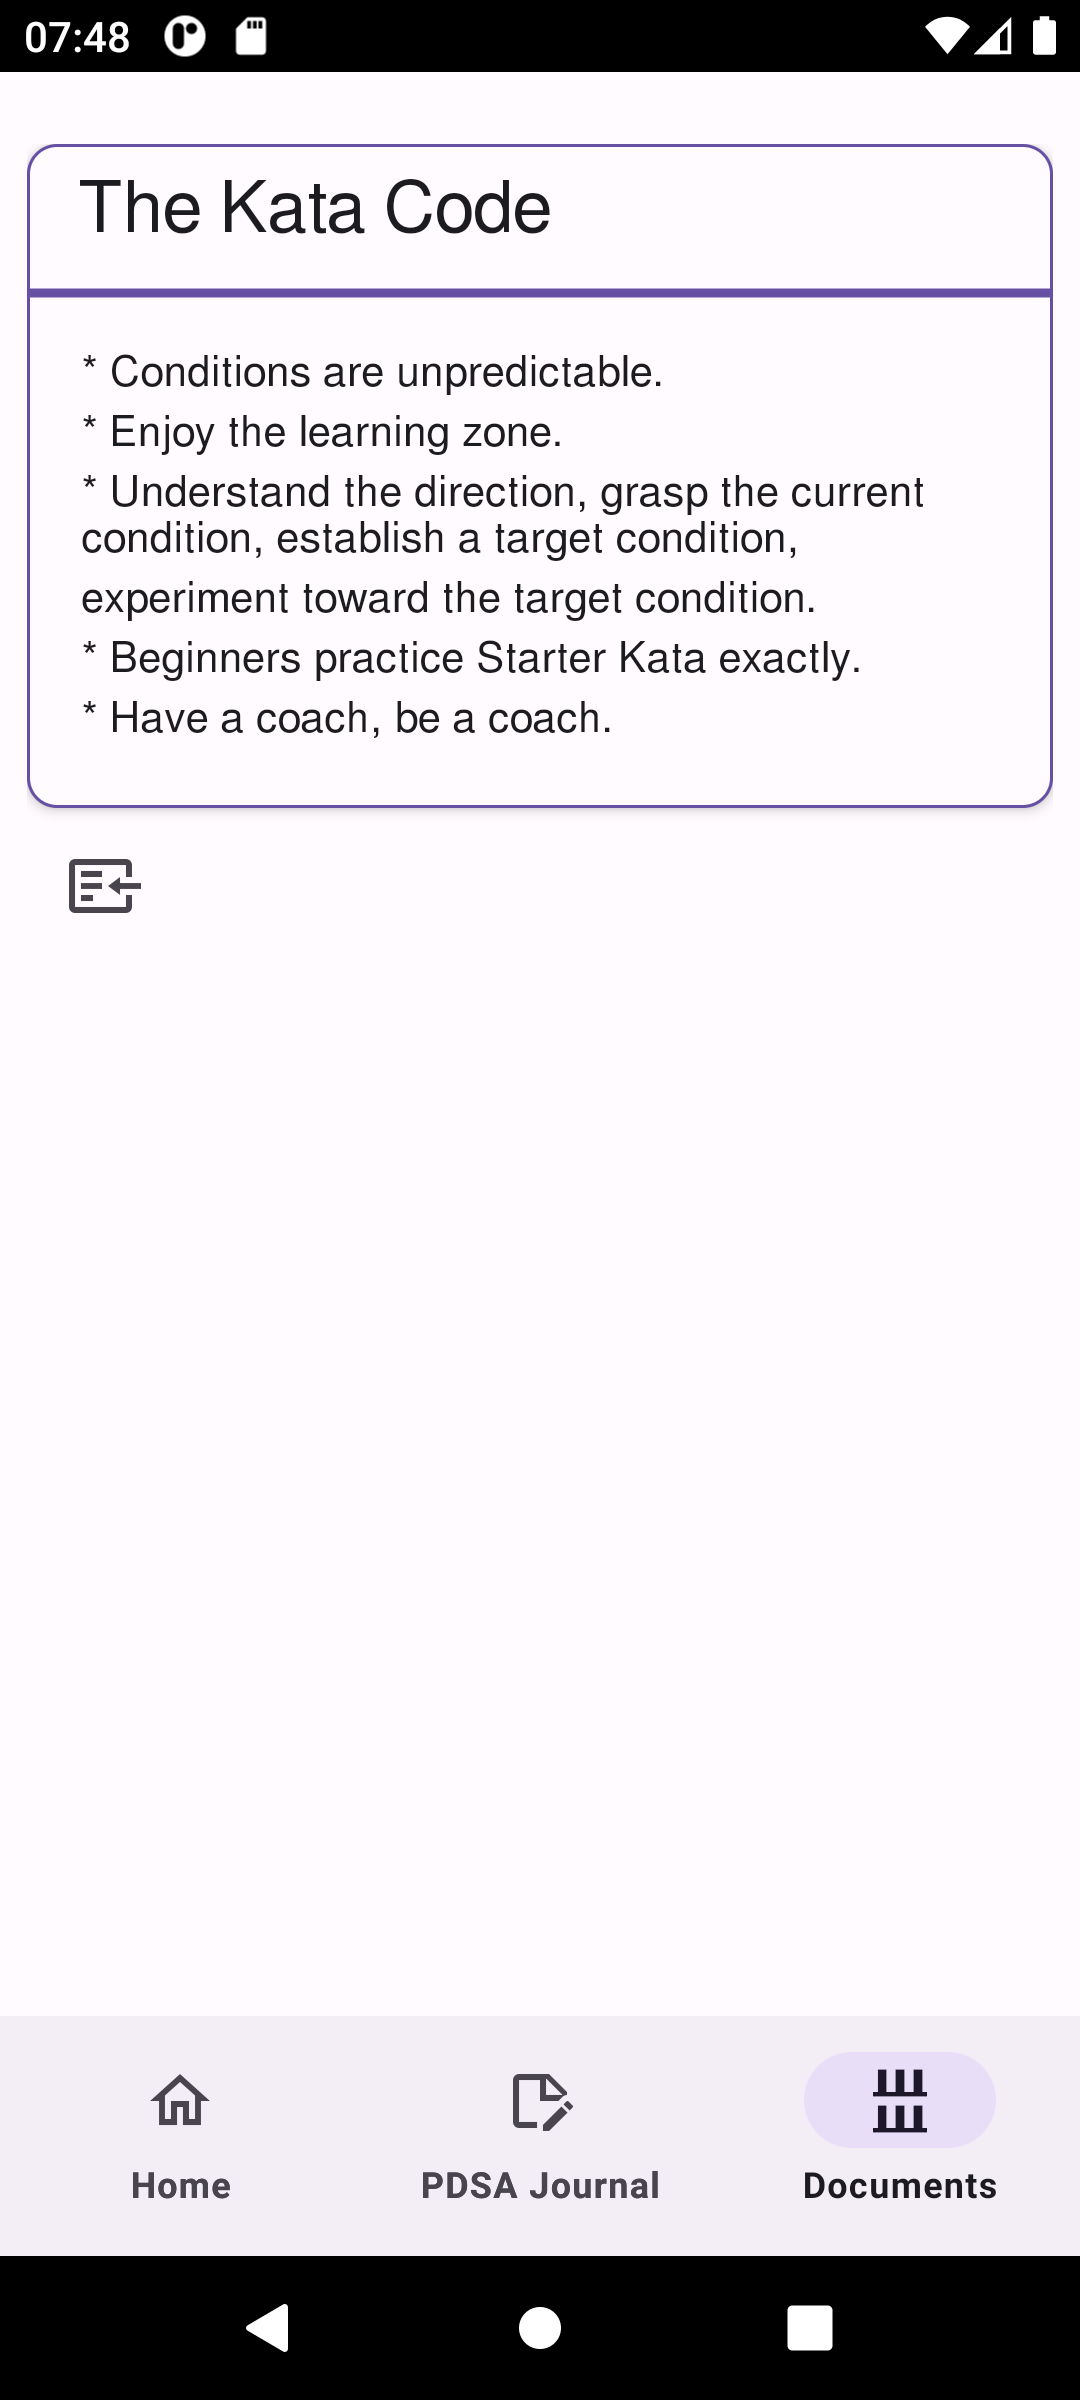 07:48
The Kata Code
* Conditions are unpredictable.
* Enjoy the learning zone.
* Understand the direction, grasp the current
condition, establish a target condition,
experiment toward the target condition.
* Beginners practice Starter Kata exactly.
* Have a coach, be a coach.
Home
PDSA Journal
Documents